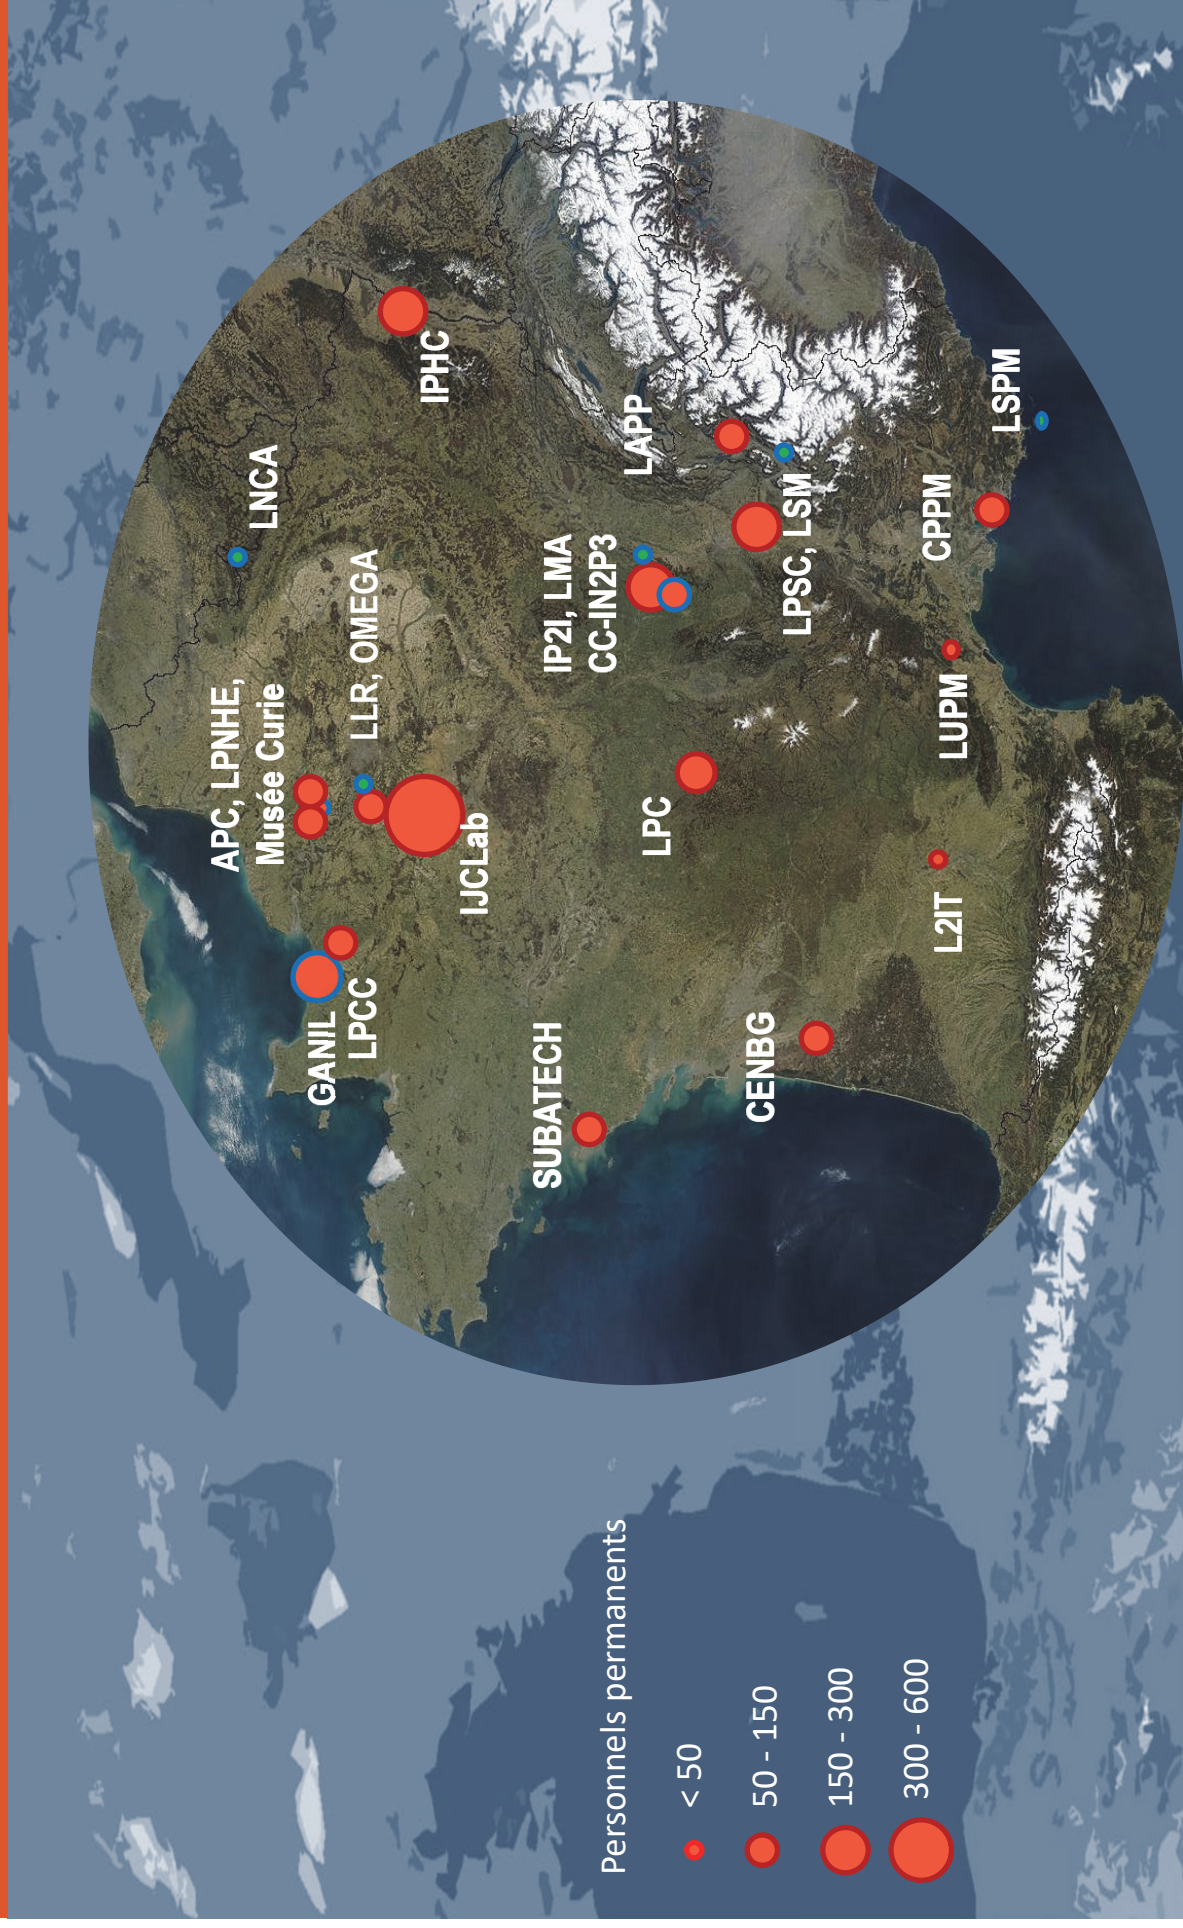 LNCA
APC, LPNHE,
Musée Curie
LLR, OMEGA
IPHC
GANIL
LPCC
IJCLab
SUBATECH
IP2I, LMA
CC-IN2P3
LAPP
LPC
LPSC, LSM
CENBG
CPPM
LSPM
LUPM
L2IT
Personnels permanents
< 50
50 - 150
150 - 300
300 - 600